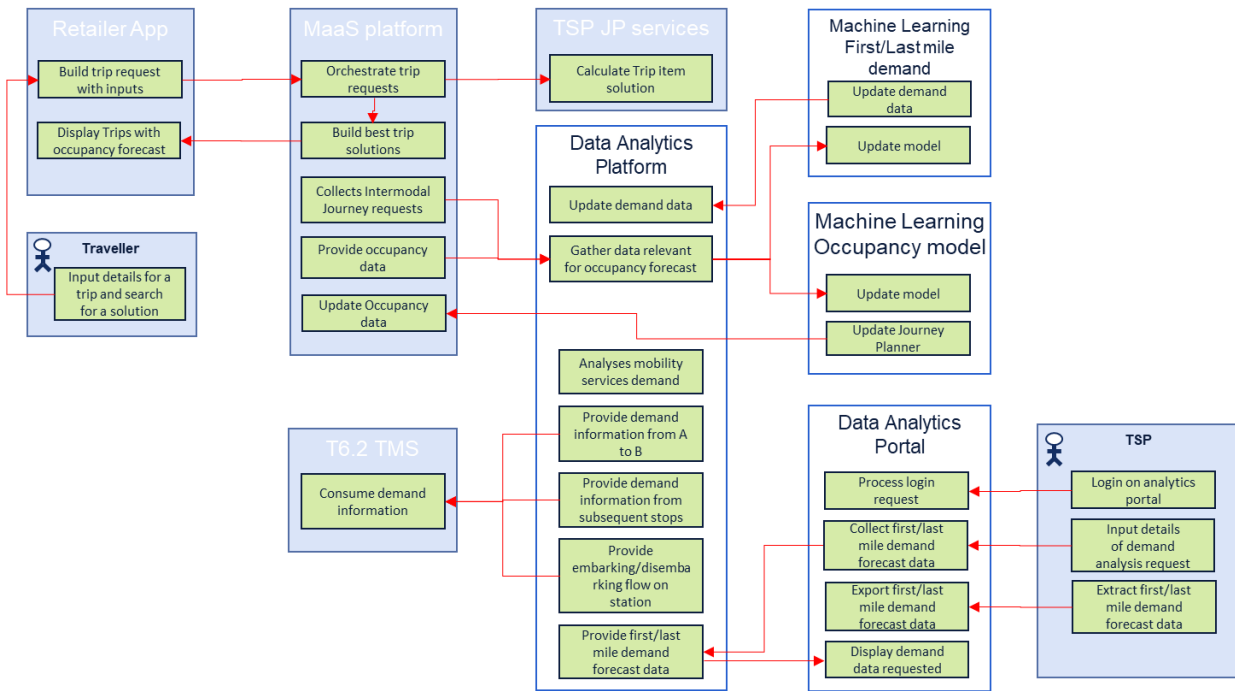 Retailer App
Build trip request
with inputs
Display Trips with
occupancy forecast
Traveller
Input details for a
trip and search
for a solution
MaaS platform
Orchestrate trip
requests
Build best trip
solutions
Collects Intermodal
Journey requests
Provide occupancy
data
Update Occupancy
data
T6.2 TMS
Consume demand
information
TSP JP services
Calculate Trip item
solution
Data Analytics
Platform
Update demand data
Gather data relevant
for occupancy forecast
Analyses mobility
services demand
Provide demand
information from A
to B
Provide demand
information from
subsequent stops
Provide
embarking/disemba
rking flow on
station
Provide first/last
mile demand
forecast data
Machine Learning
First/Last mile
demand
Update demand
data
Update model
Machine Learning
Occupancy model
Update model
Update Journey
Planner
Data Analytics
Portal
Process login
request
Collect first/last
mile demand
forecast data
Export first/last
mile demand
forecast data
Display demand
data requested
TSP
Login on analytics
portal
Input details
of demand
analysis request
Extract first/last
mile demand
forecast data